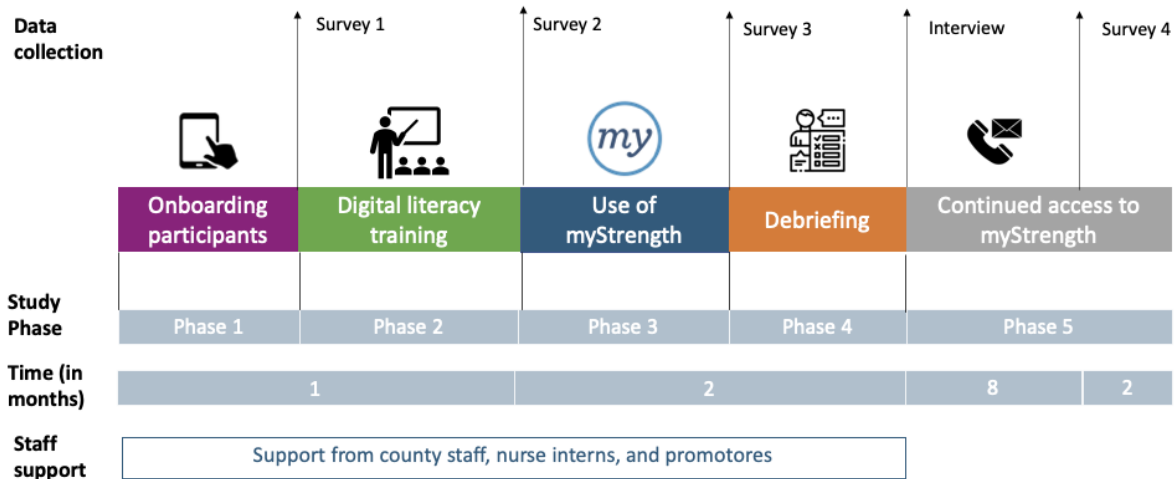 Data
collection
Survey 1
Survey 2
Survey 3
Interview
Survey 4
my
Onboarding
participants
Digital literacy
training
Use of
myStrength
Debriefing
Continued access to
myStrength
Study
Phase
Phase 1
Phase 2
Phase 3
Phase 4
Phase 5
Time (in
months)
1
2
8
2
Staff
support
Support from county staff, nurse interns, and promotores